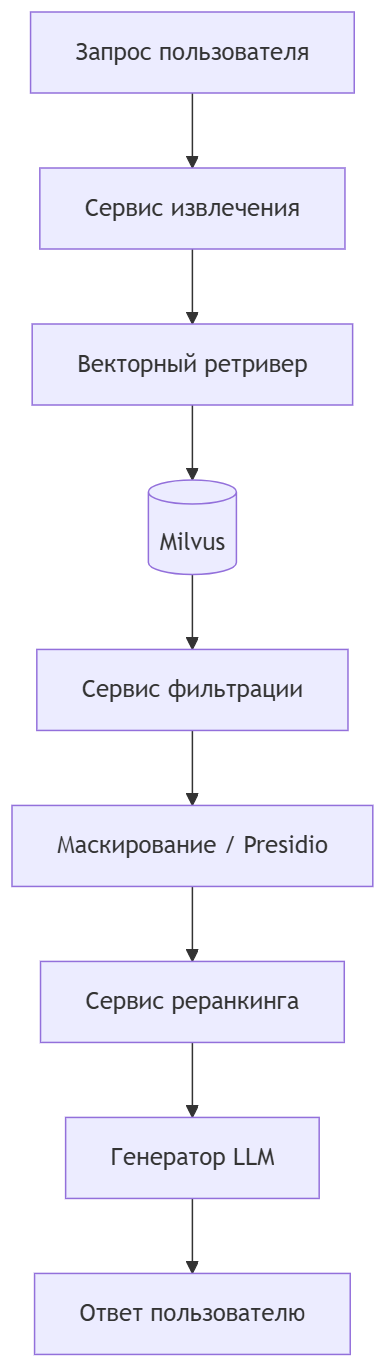 Запрос пользователя
Сервис извлечения
Векторный ретривер
Milvus
Сервис фильтрации
Маскирование / Presidio
Сервис реранкинга
Генератор LLM
Ответ пользователю